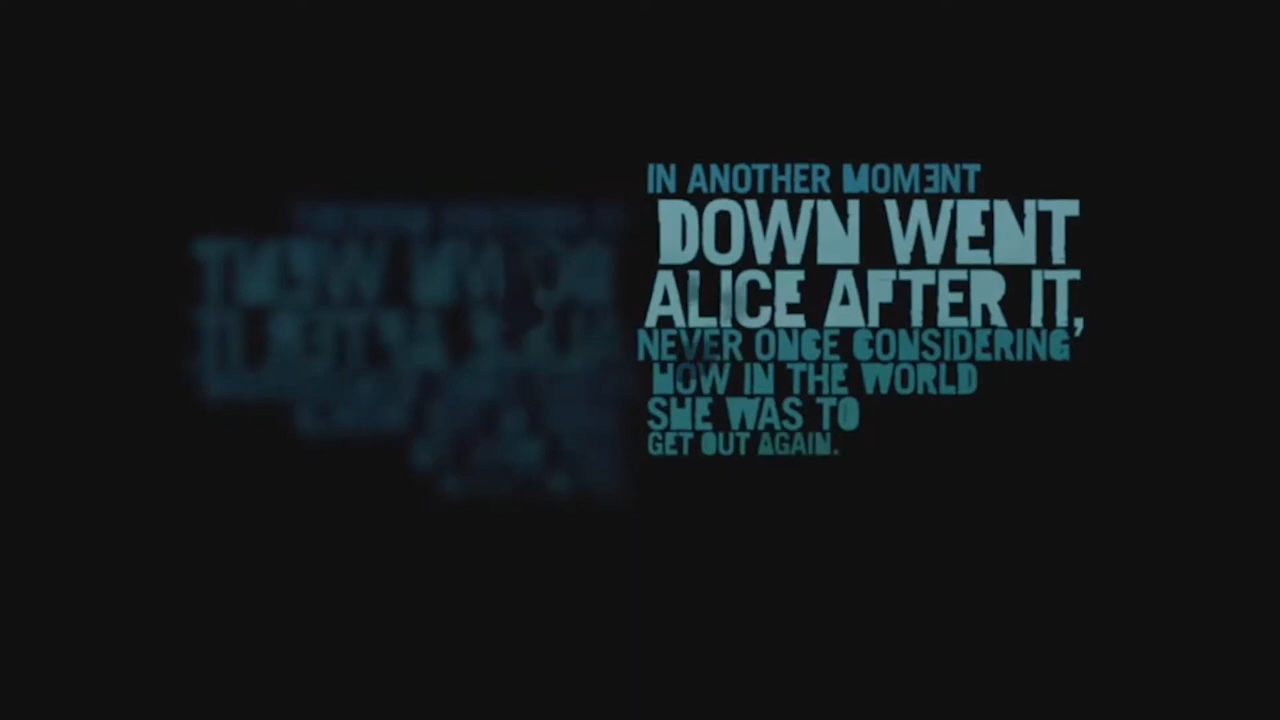 IN ANOTHER MOMENT
DOWN WENT
ALICE AFTER IT,
NEVER ONCE CONSIDERING
HOW IN THE WORLD
SHE WAS TO
GET OUT AGAIN.